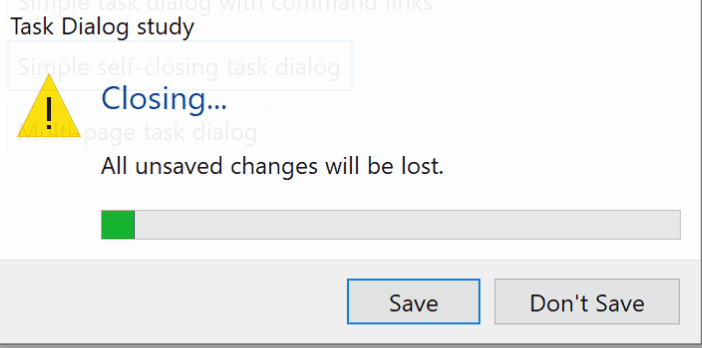 Simple task dialog with command links
Task Dialog study
Simple self-closing task dialog
Closing...
Multi-page task dialog
All unsaved changes will be lost.
Save
Don't Save